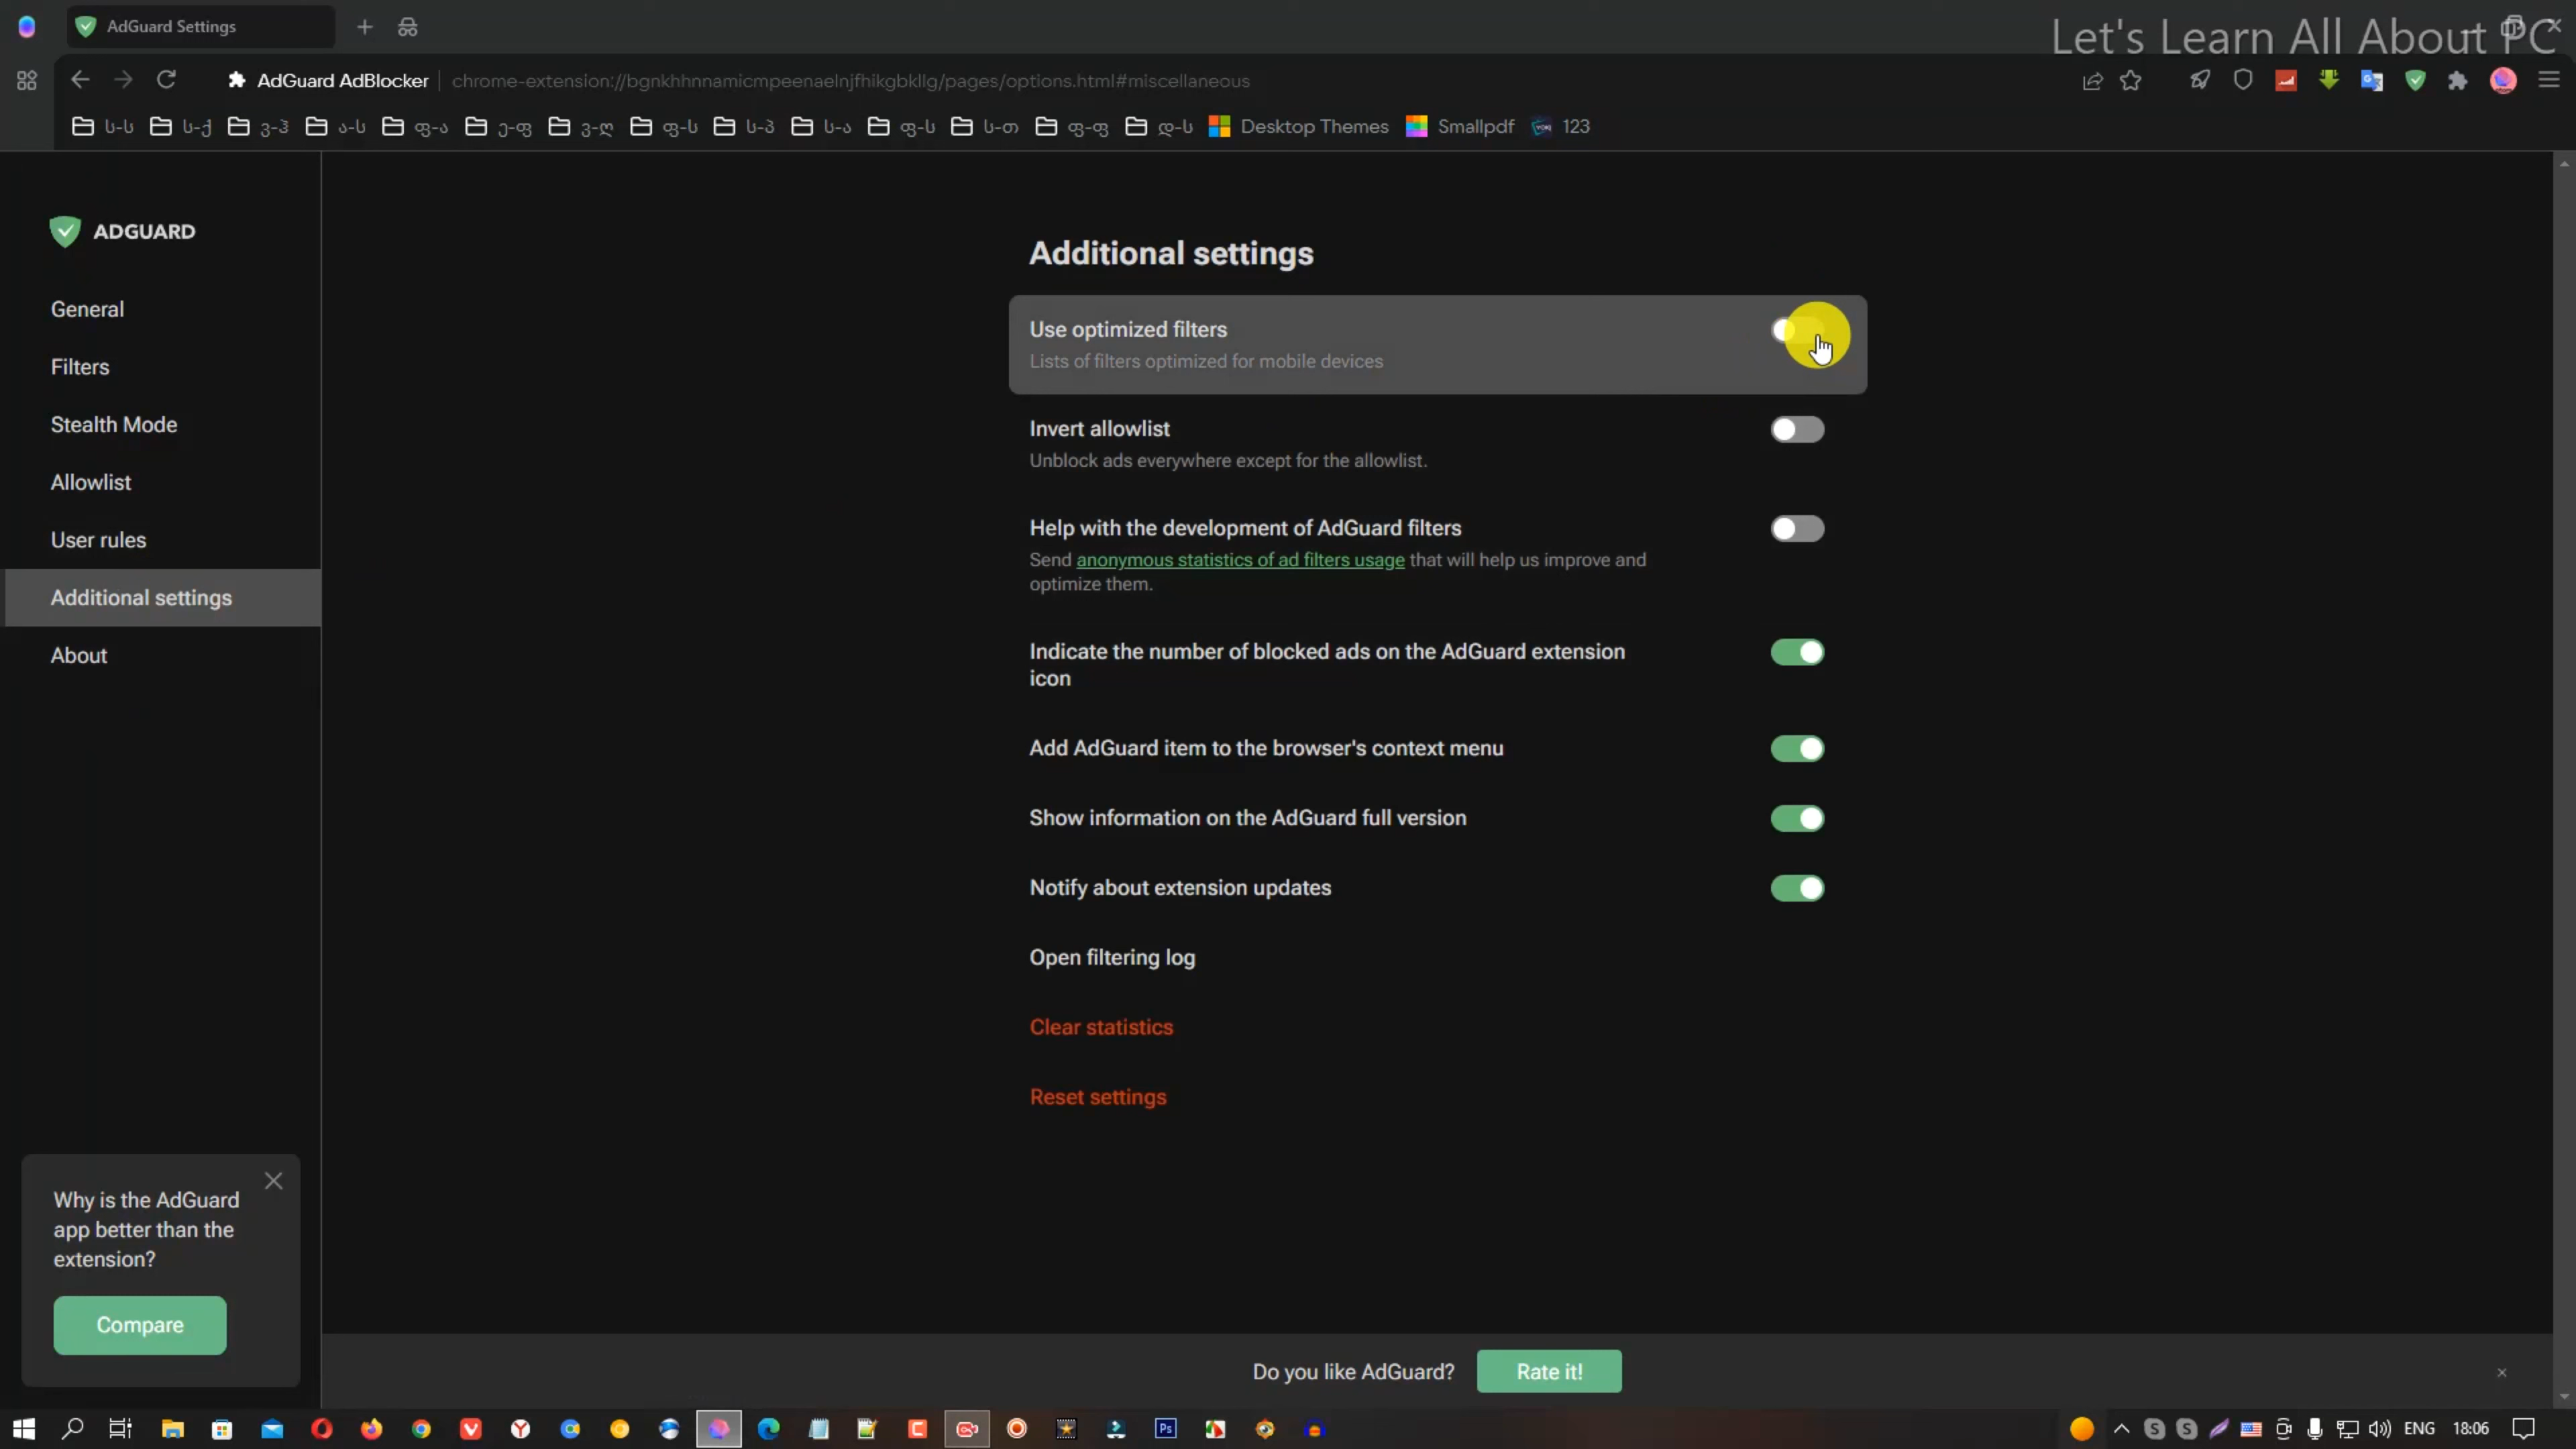 AdGuard Settings
Let's Learn All About PC
AdGuard AdBlocker chrome-extension://bgnkhhnnamicmpeenaelnjfhikgbkllg/pages/options.html#miscellaneous
ს-ს ს-ქ ვ-ჰ ა-ს ფ-ა ე-ფ ვ-ღ ფ-ს ს-პ ს-ა ფ-ს ს-თ ფ-ფ დ-ს Desktop Themes Smallpdf 123
ADGUARD
General
Filters
Stealth Mode
Allowlist
User rules
Additional settings
About
Additional settings
Use optimized filters
Lists of filters optimized for mobile devices
Invert allowlist
Unblock ads everywhere except for the allowlist.
Help with the development of AdGuard filters
Send anonymous statistics of ad filters usage that will help us improve and
optimize them.
Indicate the number of blocked ads on the AdGuard extension
icon
Add AdGuard item to the browser's context menu
Show information on the AdGuard full version
Notify about extension updates
Open filtering log
Clear statistics
Reset settings
Why is the AdGuard
app better than the
extension?
Compare
Do you like AdGuard? Rate it!
ENG 18:06